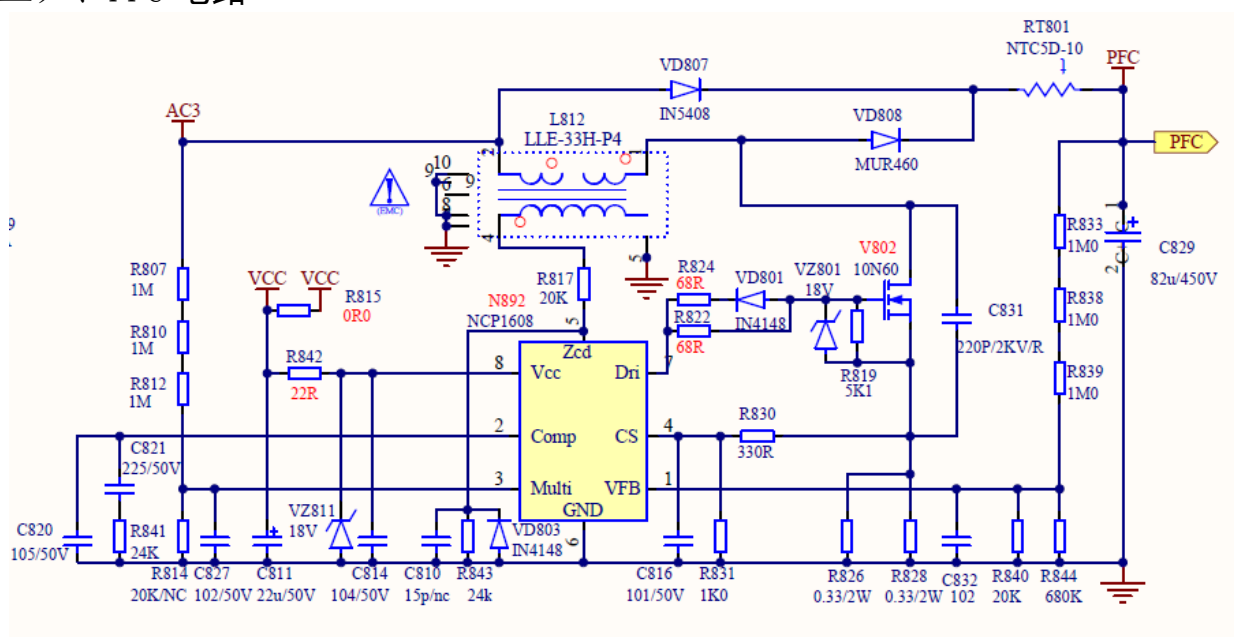 RT801
NTC5D-10
PFC
VD807
IN5408
AC3
L812
LLE-33H-P4
VD808
MUR460
PFC
2
1
10
9
9
6
8
(EMC)
4
5
R833
1M0
1
2
C829
82u/450V
R807
1M
VCC
VCC
R815
0R0
R817
20K
N892
NCP1608
R824
68R
VD801
IN4148
VZ801
18V
V802
10N60
R822
68R
R838
1M0
C831
220P/2KV/R
R810
1M
R842
22R
5
Zcd
8
Vcc
Dri
7
R819
5K1
R839
1M0
R812
1M
2
Comp
CS
4
R830
330R
C821
225/50V
3
Multi
VFB
1
GND
6
C820
105/50V
R841
24K
VZ811
18V
VD803
IN4148
R814
20K/NC
C827
102/50V
C811
22u/50V
C814
104/50V
C810
15p/nc
R843
24k
C816
101/50V
R831
1K0
R826
0.33/2W
R828
0.33/2W
C832
102
R840
20K
R844
680K